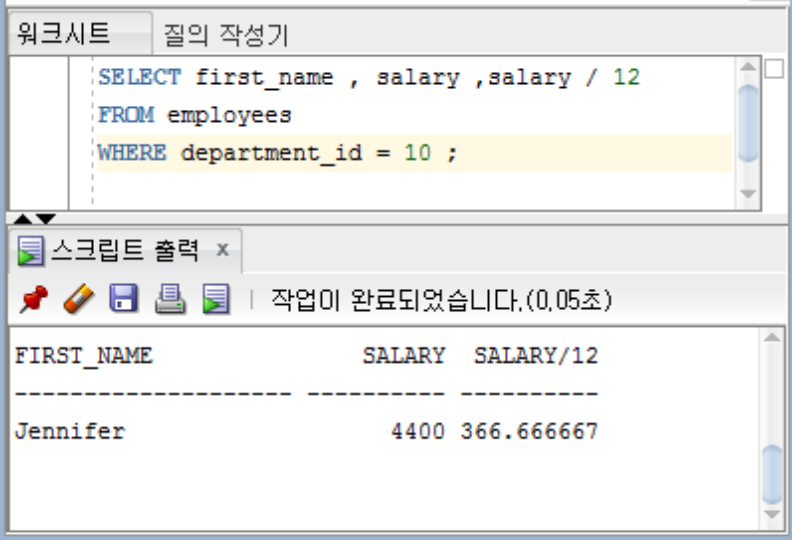 워크시트 질의 작성기
SELECT first_name , salary ,salary / 12
FROM employees
WHERE department_id = 10 ;
스크립트 출력 x
작업이 완료되었습니다.(0.05초)
FIRST_NAME SALARY SALARY/12
-------------------- ---------- ----------
Jennifer 4400 366.666667